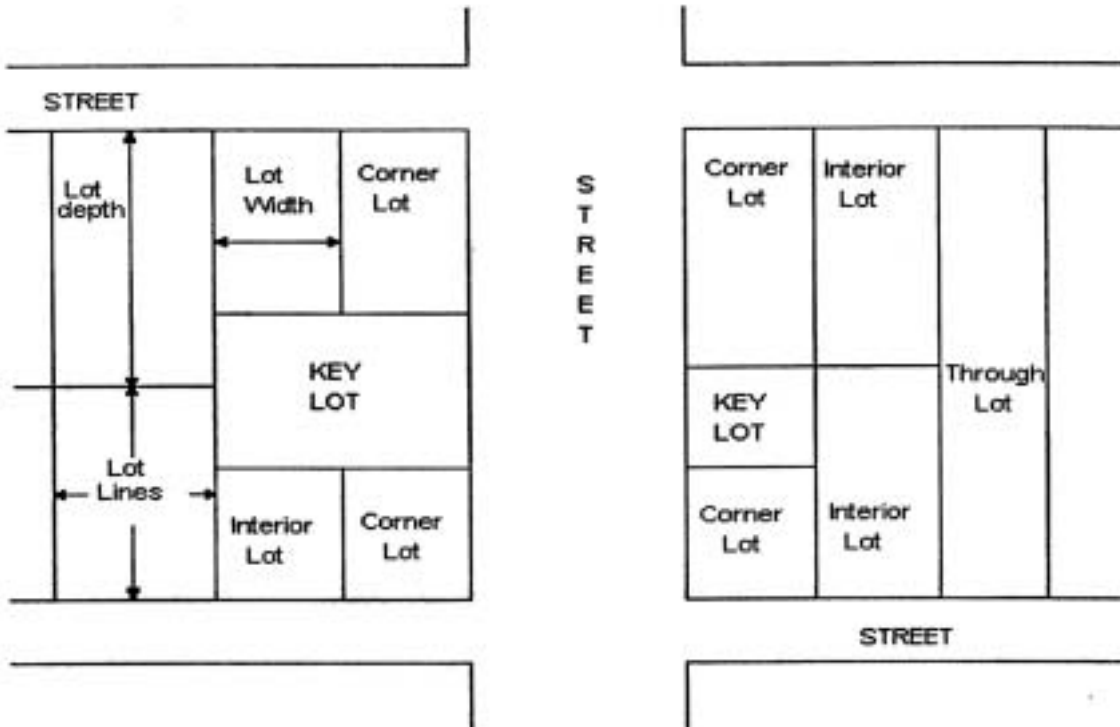 STREET
Lot
depth
Lot
Width
Corner
Lot
KEY
LOT
Lot
Lines
Interior
Lot
Corner
Lot
S
T
R
E
E
T
Corner
Lot
Interior
Lot
Through
Lot
KEY
LOT
Corner
Lot
Interior
Lot
STREET